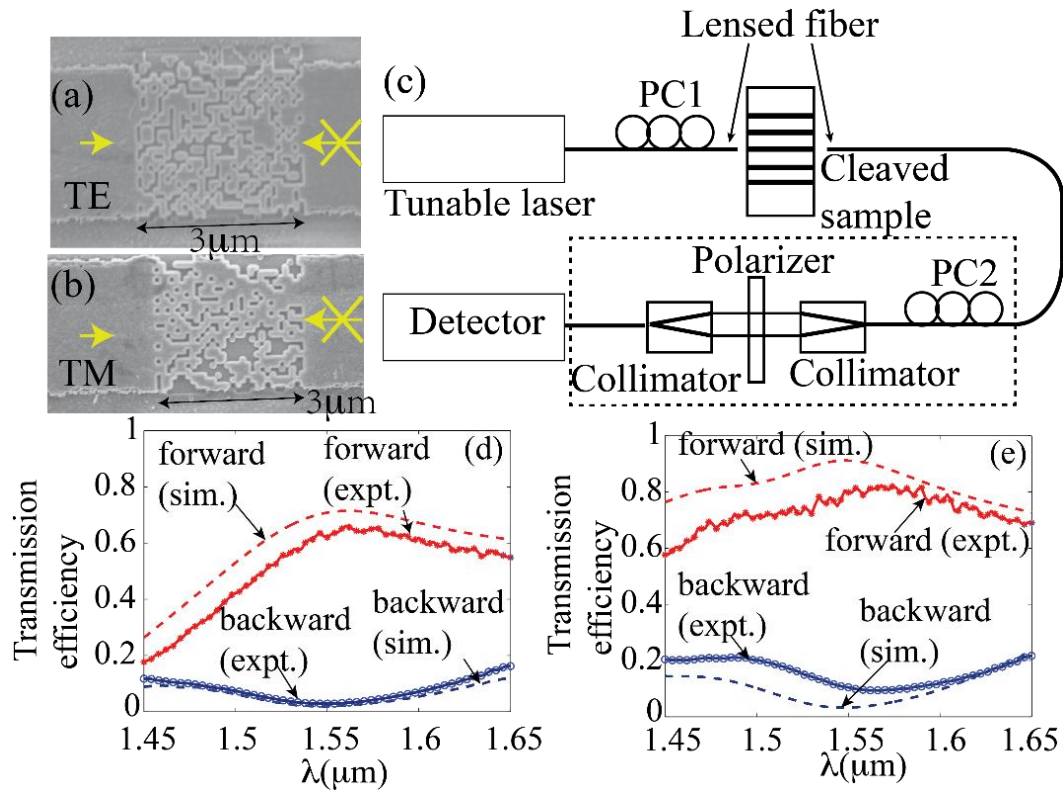 (a)
TE
3μm
(b)
TM
3μm
(c)
Lensed fiber
PC1
Tunable laser
Cleaved
sample
Polarizer
PC2
Detector
Collimator
Collimator
(d)
Transmission
efficiency
1
0.8
0.6
0.4
0.2
0
forward
(sim.)
forward
(expt.)
backward
(expt.)
backward
(sim.)
1.45
1.5
1.55
1.6
1.65
λ(μm)
(e)
Transmission
efficiency
1
0.8
0.6
0.4
0.2
0
forward (sim.)
forward (expt.)
backward
(expt.)
backward
(sim.)
1.45
1.5
1.55
1.6
1.65
λ(μm)